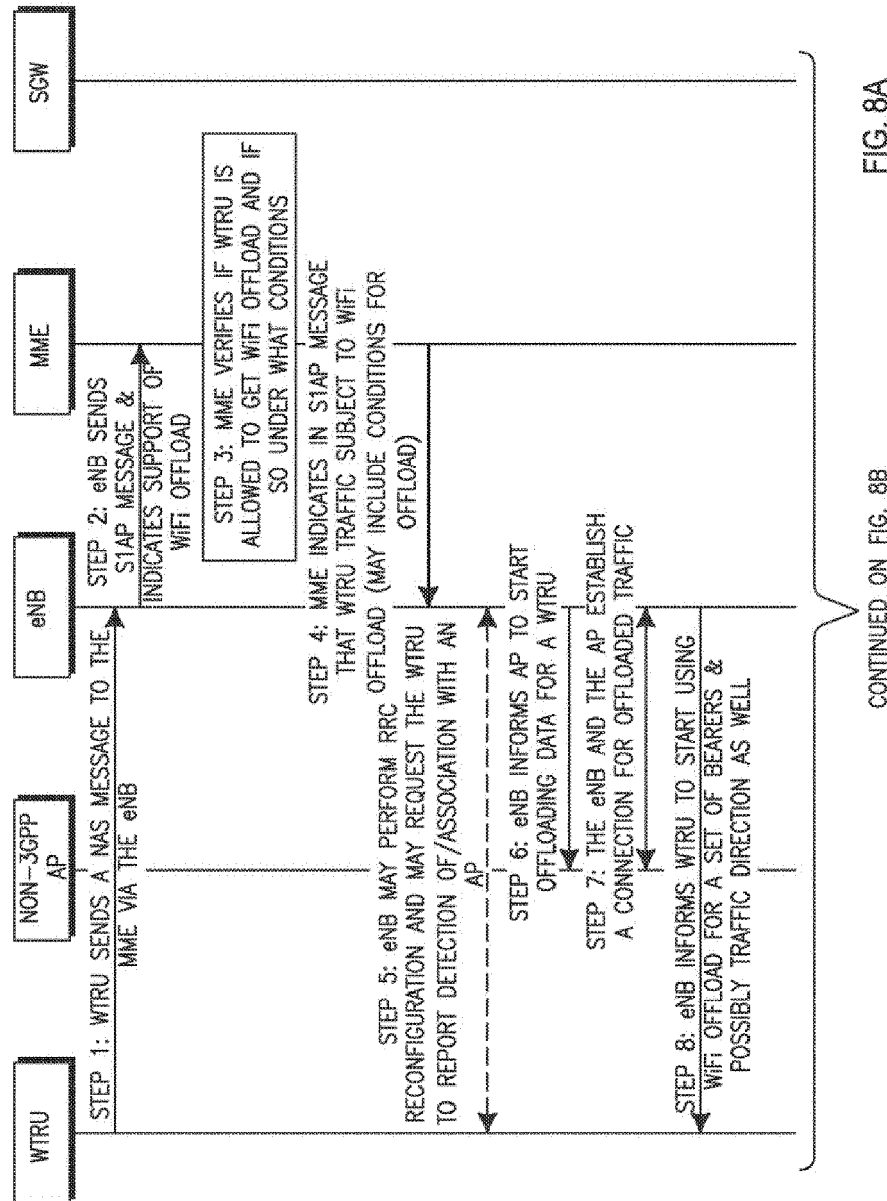 WTRU
NON-3GPP
AP
eNB
MME
SGW
STEP 1: WTRU SENDS A NAS MESSAGE TO THE
MME VIA THE eNB
STEP 2: eNB SENDS
S1AP MESSAGE &
INDICATES SUPPORT OF
WiFi OFFLOAD
STEP 3: MME VERIFIES IF WTRU IS
ALLOWED TO GET WiFi OFFLOAD AND IF
SO UNDER WHAT CONDITIONS
STEP 4: MME INDICATES IN S1AP MESSAGE
THAT WTRU TRAFFIC SUBJECT TO WiFi
OFFLOAD (MAY INCLUDE CONDITIONS FOR
OFFLOAD)
STEP 5: eNB MAY PERFORM RRC
RECONFIGURATION AND MAY REQUEST THE WTRU
TO REPORT DETECTION OF/ASSOCIATION WITH AN
AP
STEP 6: eNB INFORMS AP TO START
OFFLOADING DATA FOR A WTRU
STEP 7: THE eNB AND THE AP ESTABLISH
A CONNECTION FOR OFFLOADED TRAFFIC
STEP 8: eNB INFORMS WTRU TO START USING
WiFi OFFLOAD FOR A SET OF BEARERS &
POSSIBLY TRAFFIC DIRECTION AS WELL
CONTINUED ON FIG. 8B
FIG. 8A